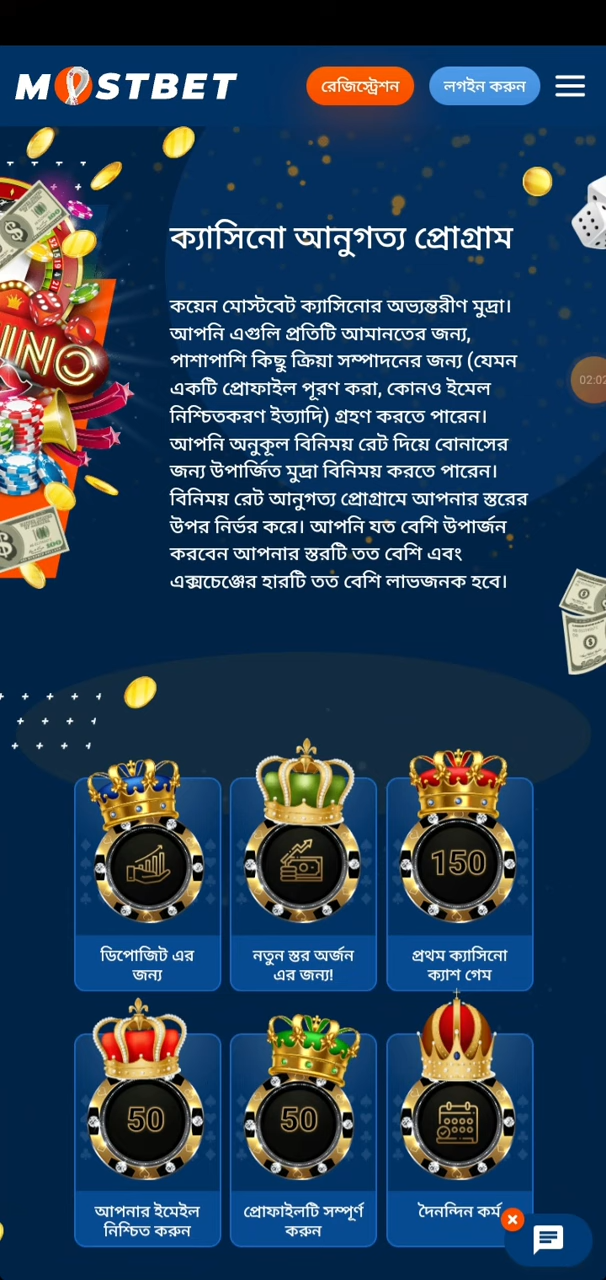 MOSTBET
রেজিস্ট্রেশন
লগইন করুন
ক্যাসিনো আনুগত্য প্রোগ্রাম
কয়েন মোস্টবেট ক্যাসিনোর অভ্যন্তরীণ মুদ্রা।
আপনি এগুলি প্রতিটি আমানতের জন্য,
পাশাপাশি কিছু ক্রিয়া সম্পাদনের জন্য (যেমন
একটি প্রোফাইল পূরণ করা, কোনও ইমেল
নিশ্চিতকরণ ইত্যাদি) গ্রহণ করতে পারেন।
আপনি অনুকূল বিনিময় রেট দিয়ে বোনাসের
জন্য উপার্জিত মুদ্রা বিনিময় করতে পারেন।
বিনিময় রেট আনুগত্য প্রোগ্রামে আপনার স্তরের
উপর নির্ভর করে। আপনি যত বেশি উপার্জন
করবেন আপনার স্তরটি তত বেশি এবং
এক্সচেঞ্জের হারটি তত বেশি লাভজনক হবে।
INO
02:02
150
ডিপোজিট এর
জন্য
নতুন স্তর অর্জন
এর জন্য!
প্রথম ক্যাসিনো
ক্যাশ গেম
50
50
আপনার ইমেইল
নিশ্চিত করুন
প্রোফাইলটি সম্পূর্ণ
করুন
দৈনন্দিন কর্ম